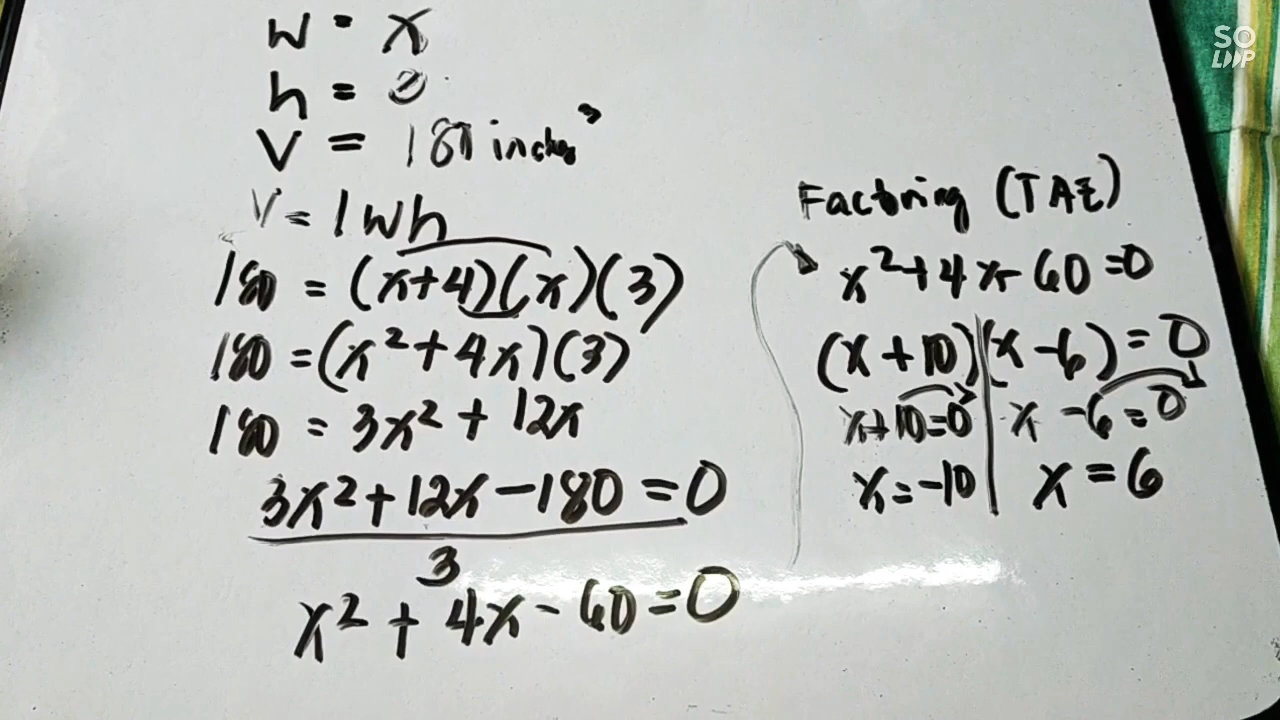 w = x
h =
V = 180 inches³
V = lwh
180 = (x+4)(x)(3)
180 = (x² + 4x)(3)
180 = 3x² + 12x
3x² + 12x - 180 = 0
3
x² + 4x - 60 = 0
Factoring (TAE)
x² + 4x - 60 = 0
(x + 10) (x - 6) = 0
x+10=0 x - 6 = 0
x = -10 x = 6
SO
LOOP